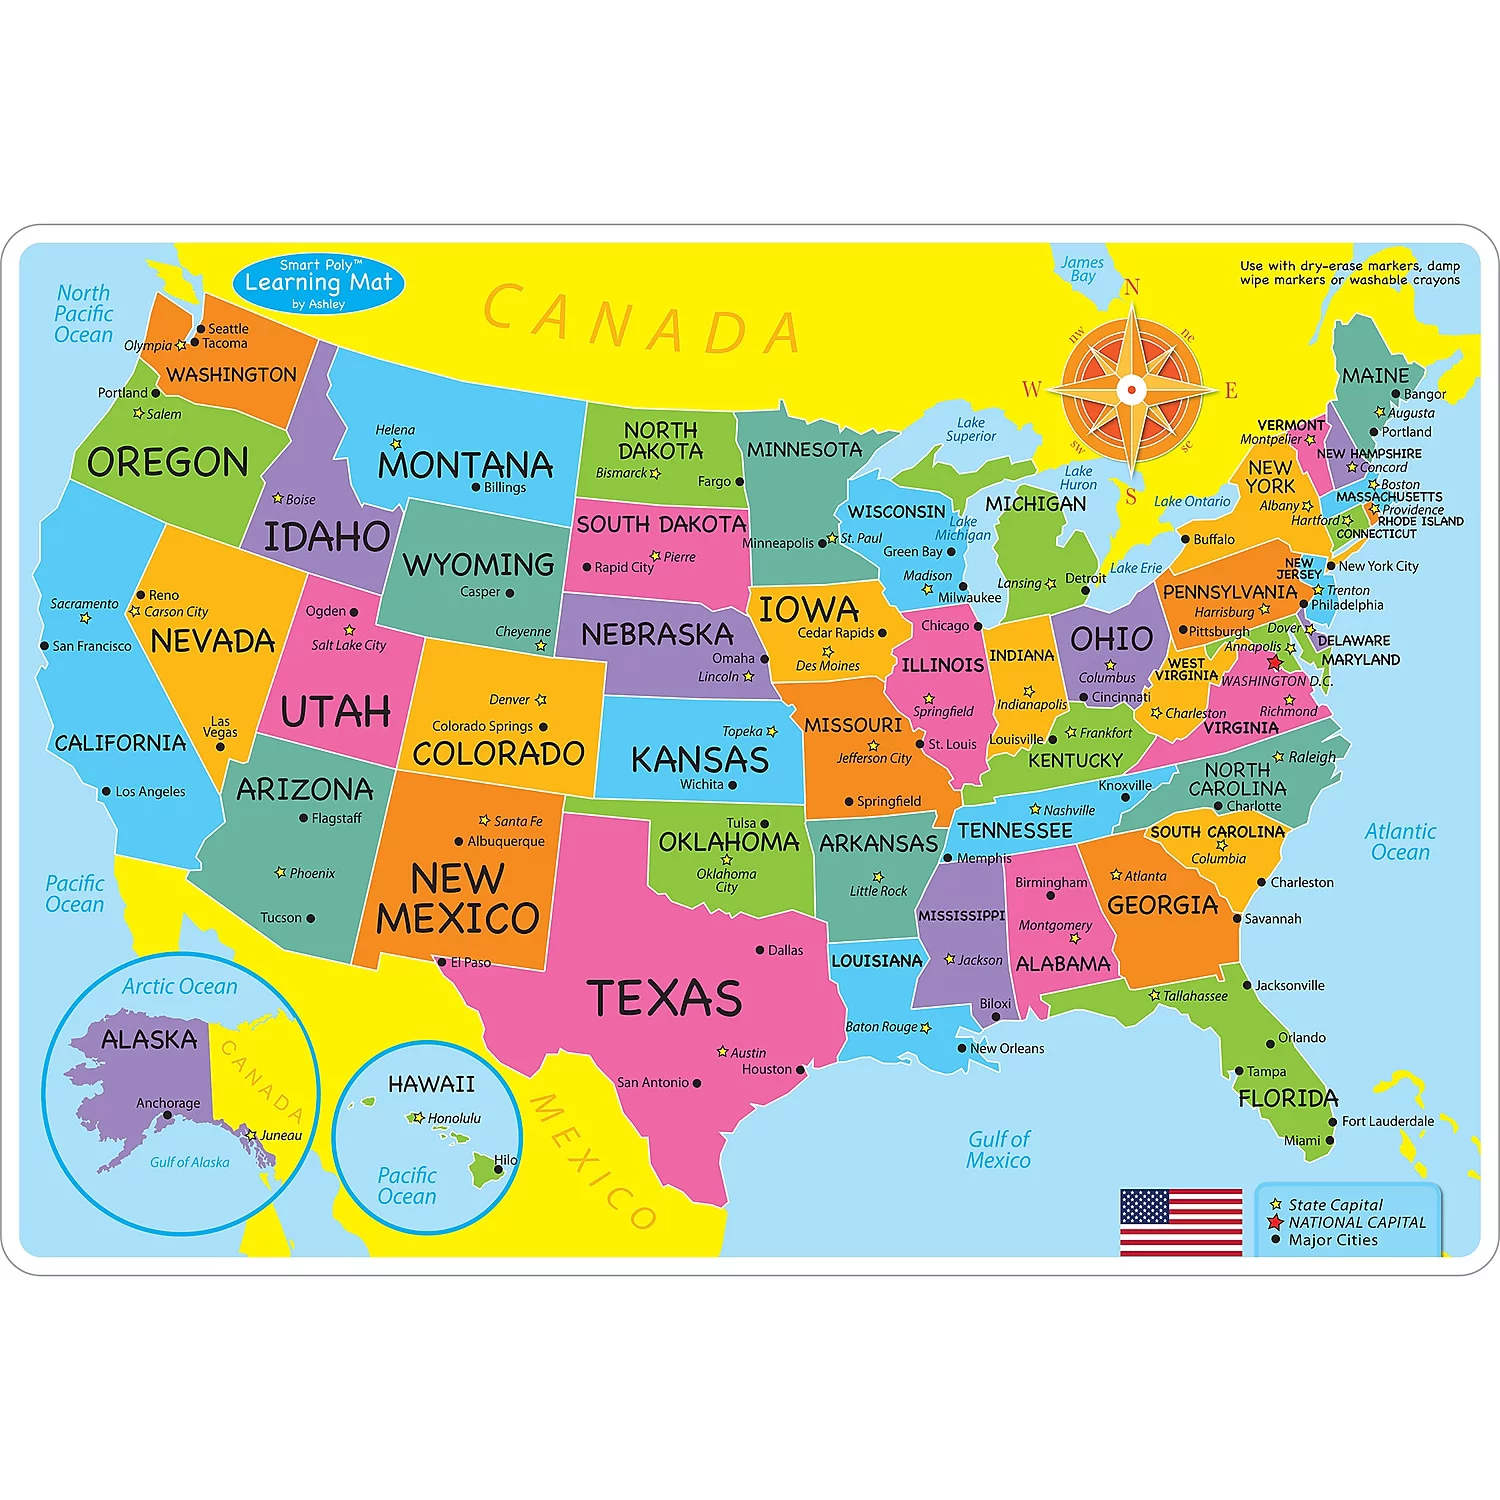 Smart Poly™
Learning Mat
by Ashley
Use with dry-erase markers, damp
wipe markers or washable crayons
CANADA
James
Bay
North
Pacific
Ocean
N
nw
ne
W
E
sw
se
S
Seattle
Olympia
Tacoma
WASHINGTON
Portland
Salem
OREGON
Helena
MONTANA
Billings
Boise
IDAHO
NORTH
DAKOTA
Bismarck
Fargo
MINNESOTA
Minneapolis
St. Paul
SOUTH DAKOTA
Pierre
Rapid City
WYOMING
Casper
Cheyenne
Lake
Superior
Lake
Huron
MICHIGAN
Lansing
Detroit
WISCONSIN
Lake
Michigan
Green Bay
Madison
Milwaukee
Lake Ontario
Lake Erie
MAINE
Bangor
Augusta
Portland
VERMONT
Montpelier
NEW HAMPSHIRE
Concord
NEW
YORK
Albany
Buffalo
Boston
MASSACHUSETTS
Providence
RHODE ISLAND
Hartford
CONNECTICUT
New York City
NEW
JERSEY
Trenton
PENNSYLVANIA
Harrisburg
Philadelphia
Pittsburgh
Dover
DELAWARE
Annapolis
MARYLAND
WASHINGTON D.C.
Sacramento
San Francisco
CALIFORNIA
Los Angeles
Reno
Carson City
NEVADA
Las
Vegas
Ogden
Salt Lake City
UTAH
Denver
Colorado Springs
COLORADO
NEBRASKA
Omaha
Lincoln
IOWA
Cedar Rapids
Des Moines
Chicago
ILLINOIS
Springfield
INDIANA
Indianapolis
OHIO
Columbus
Cincinnati
WEST
VIRGINIA
Charleston
Richmond
VIRGINIA
Topeka
KANSAS
Wichita
MISSOURI
Jefferson City
St. Louis
Springfield
Louisville
Frankfort
KENTUCKY
Raleigh
NORTH
CAROLINA
Charlotte
Knoxville
Nashville
TENNESSEE
Memphis
ARIZONA
Flagstaff
Phoenix
Tucson
Santa Fe
Albuquerque
NEW
MEXICO
El Paso
Tulsa
OKLAHOMA
Oklahoma
City
ARKANSAS
Little Rock
SOUTH CAROLINA
Columbia
Charleston
Atlantic
Ocean
Atlanta
GEORGIA
Savannah
Birmingham
Montgomery
ALABAMA
MISSISSIPPI
Jackson
Biloxi
LOUISIANA
Baton Rouge
New Orleans
Dallas
TEXAS
Austin
Houston
San Antonio
Tallahassee
Jacksonville
Orlando
Tampa
FLORIDA
Fort Lauderdale
Miami
Pacific
Ocean
Arctic Ocean
ALASKA
CANADA
Anchorage
Juneau
Gulf of Alaska
HAWAII
Honolulu
Hilo
Pacific
Ocean
MEXICO
Gulf of
Mexico
State Capital
NATIONAL CAPITAL
Major Cities